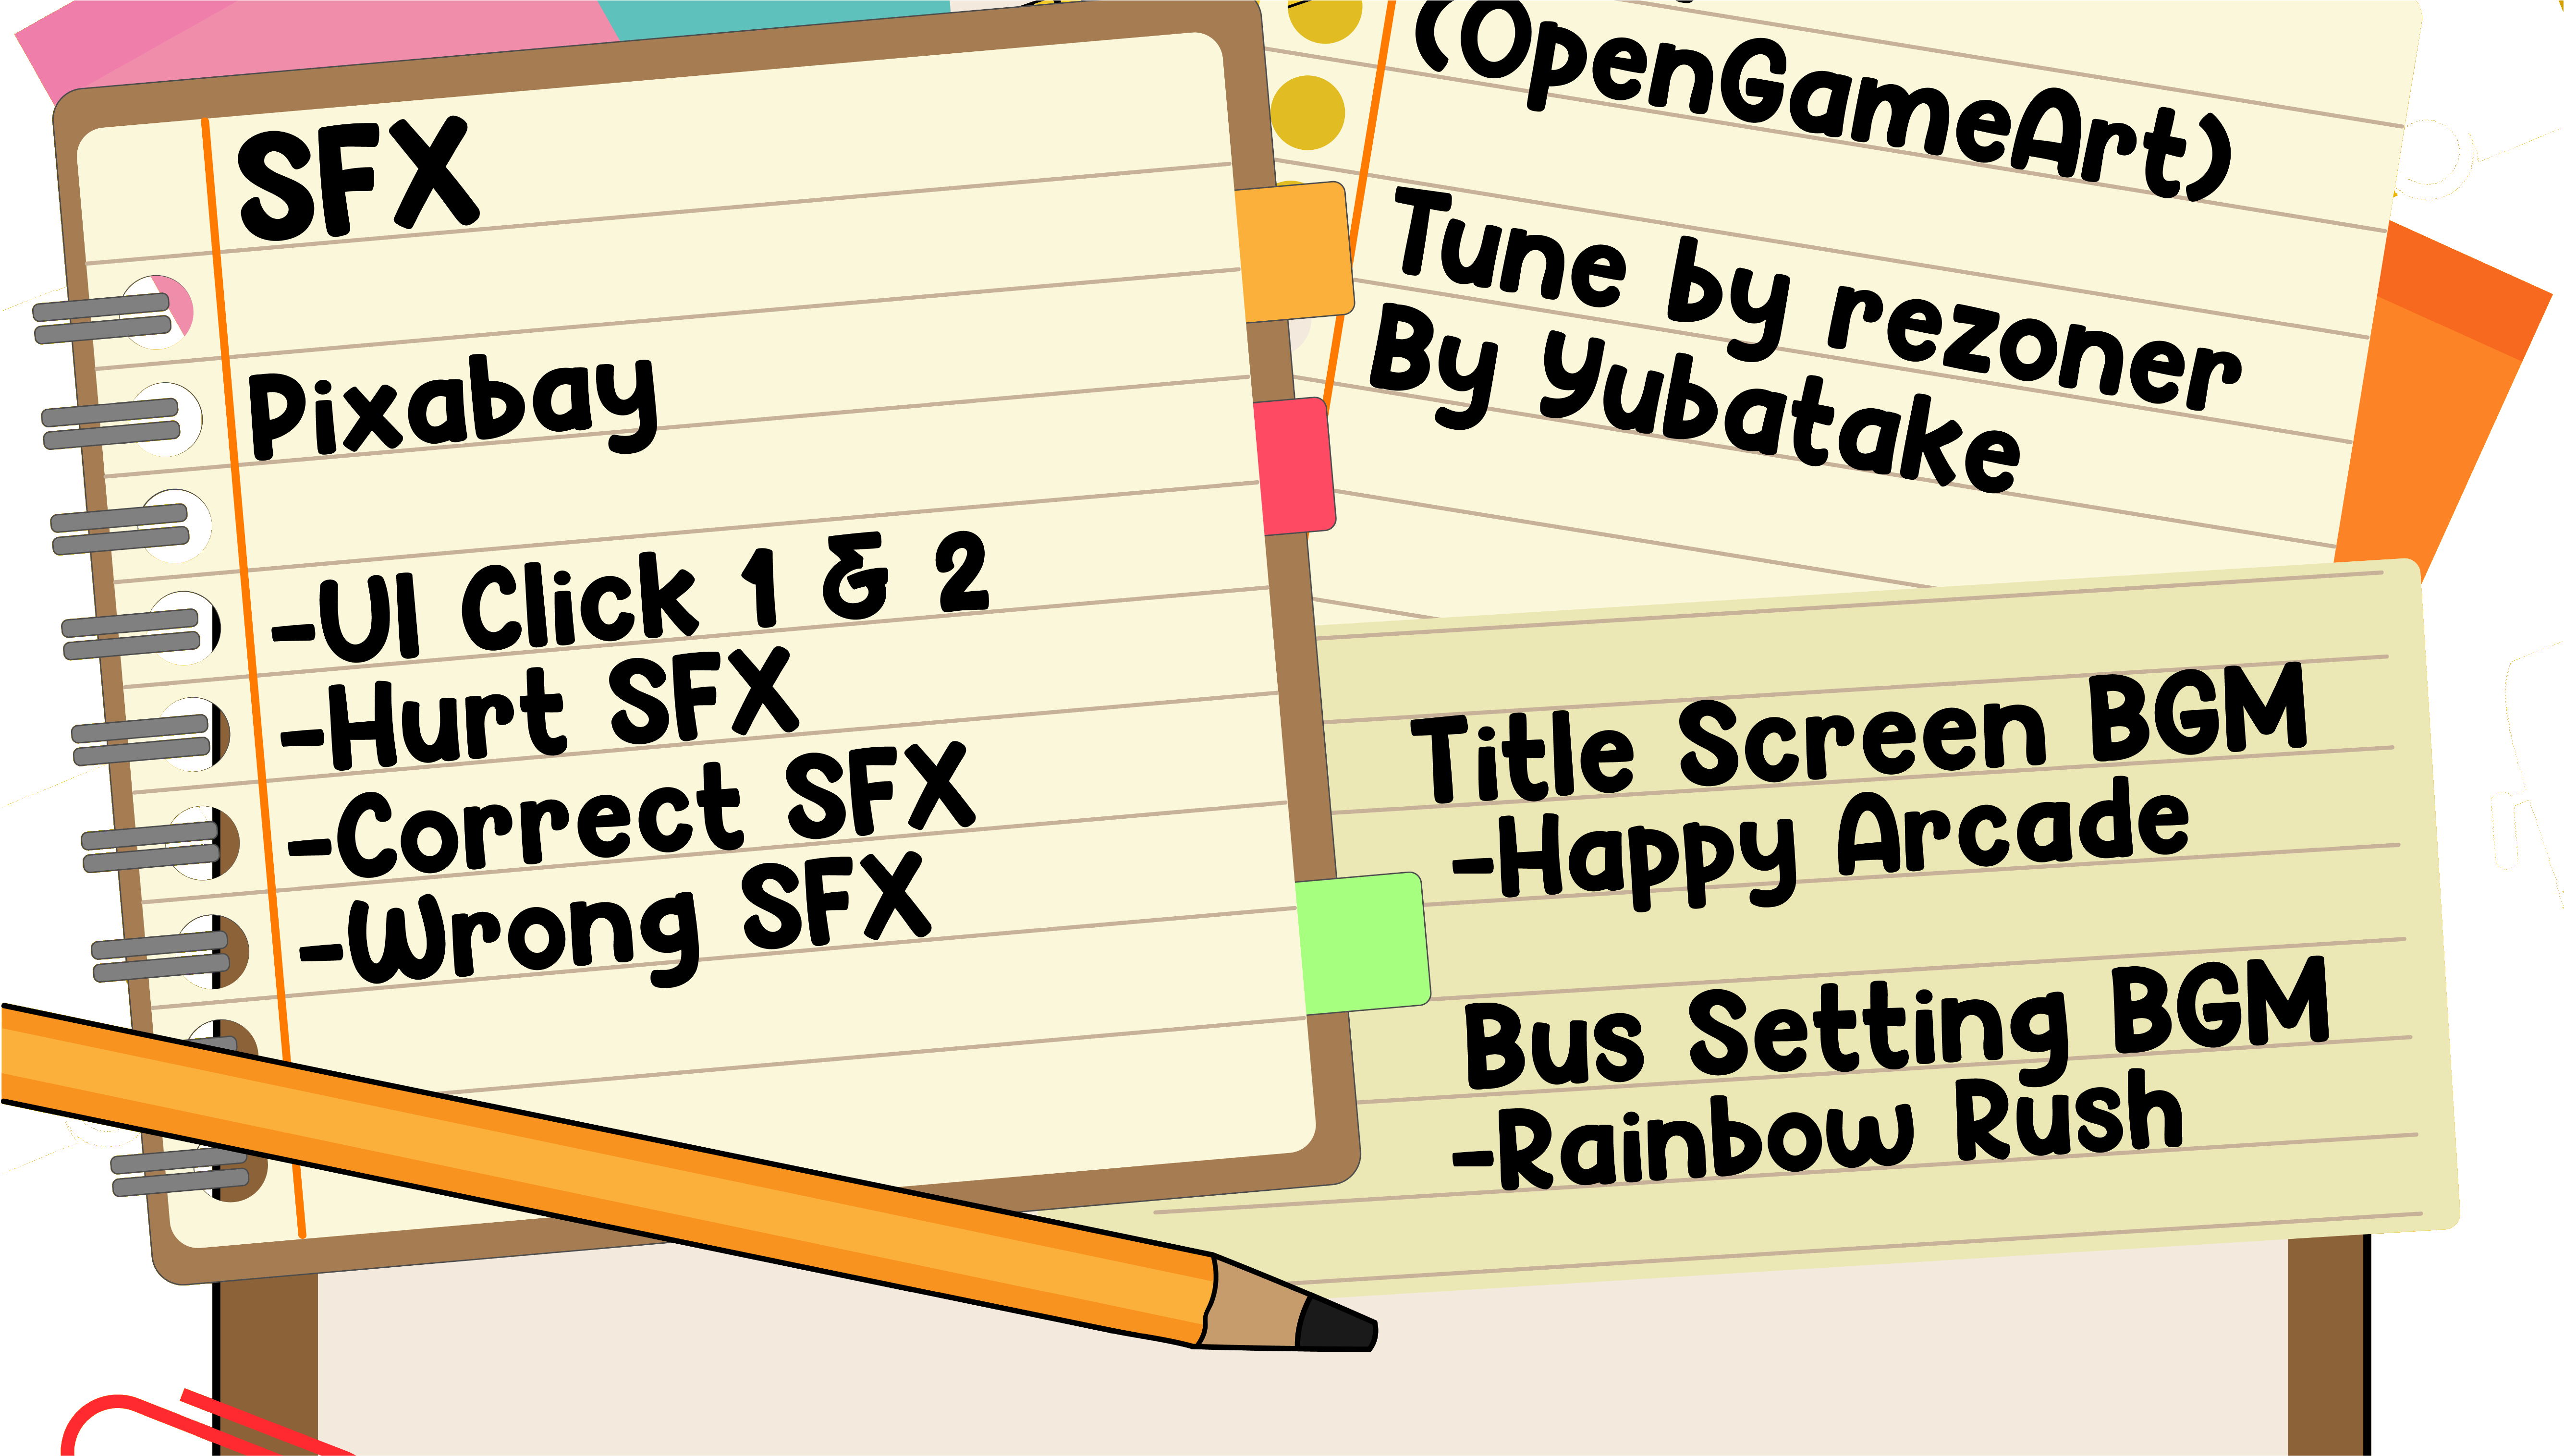 SFX
Pixabay
-UI Click 1 & 2
-Hurt SFX
-Correct SFX
-Wrong SFX
(OpenGameArt)
Tune by rezoner
By Yubatake
Title Screen BGM
-Happy Arcade
Bus Setting BGM
-Rainbow Rush